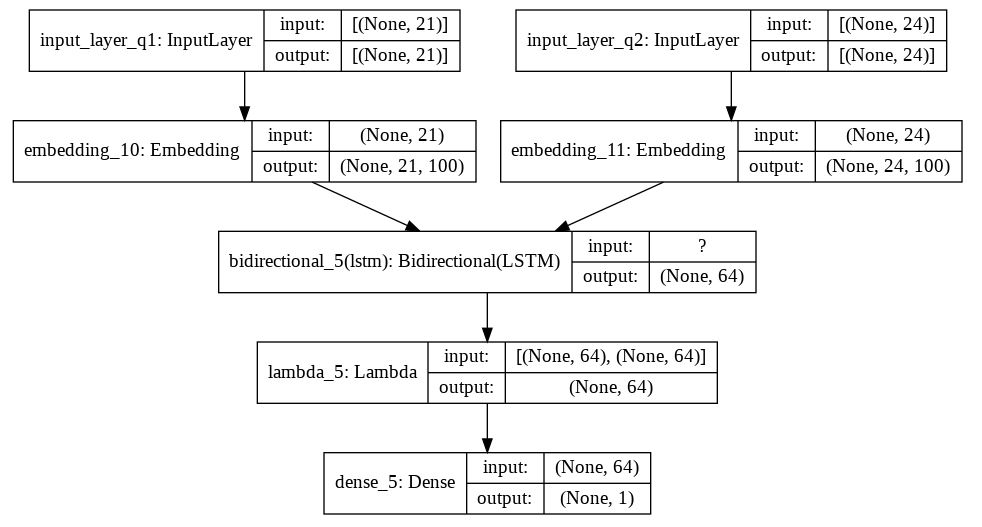 input_layer_q1: InputLayer
input: [(None, 21)]
output: [(None, 21)]
input_layer_q2: InputLayer
input: [(None, 24)]
output: [(None, 24)]
embedding_10: Embedding
input: (None, 21)
output: (None, 21, 100)
embedding_11: Embedding
input: (None, 24)
output: (None, 24, 100)
bidirectional_5(lstm): Bidirectional(LSTM)
input: ?
output: (None, 64)
lambda_5: Lambda
input: [(None, 64), (None, 64)]
output: (None, 64)
dense_5: Dense
input: (None, 64)
output: (None, 1)